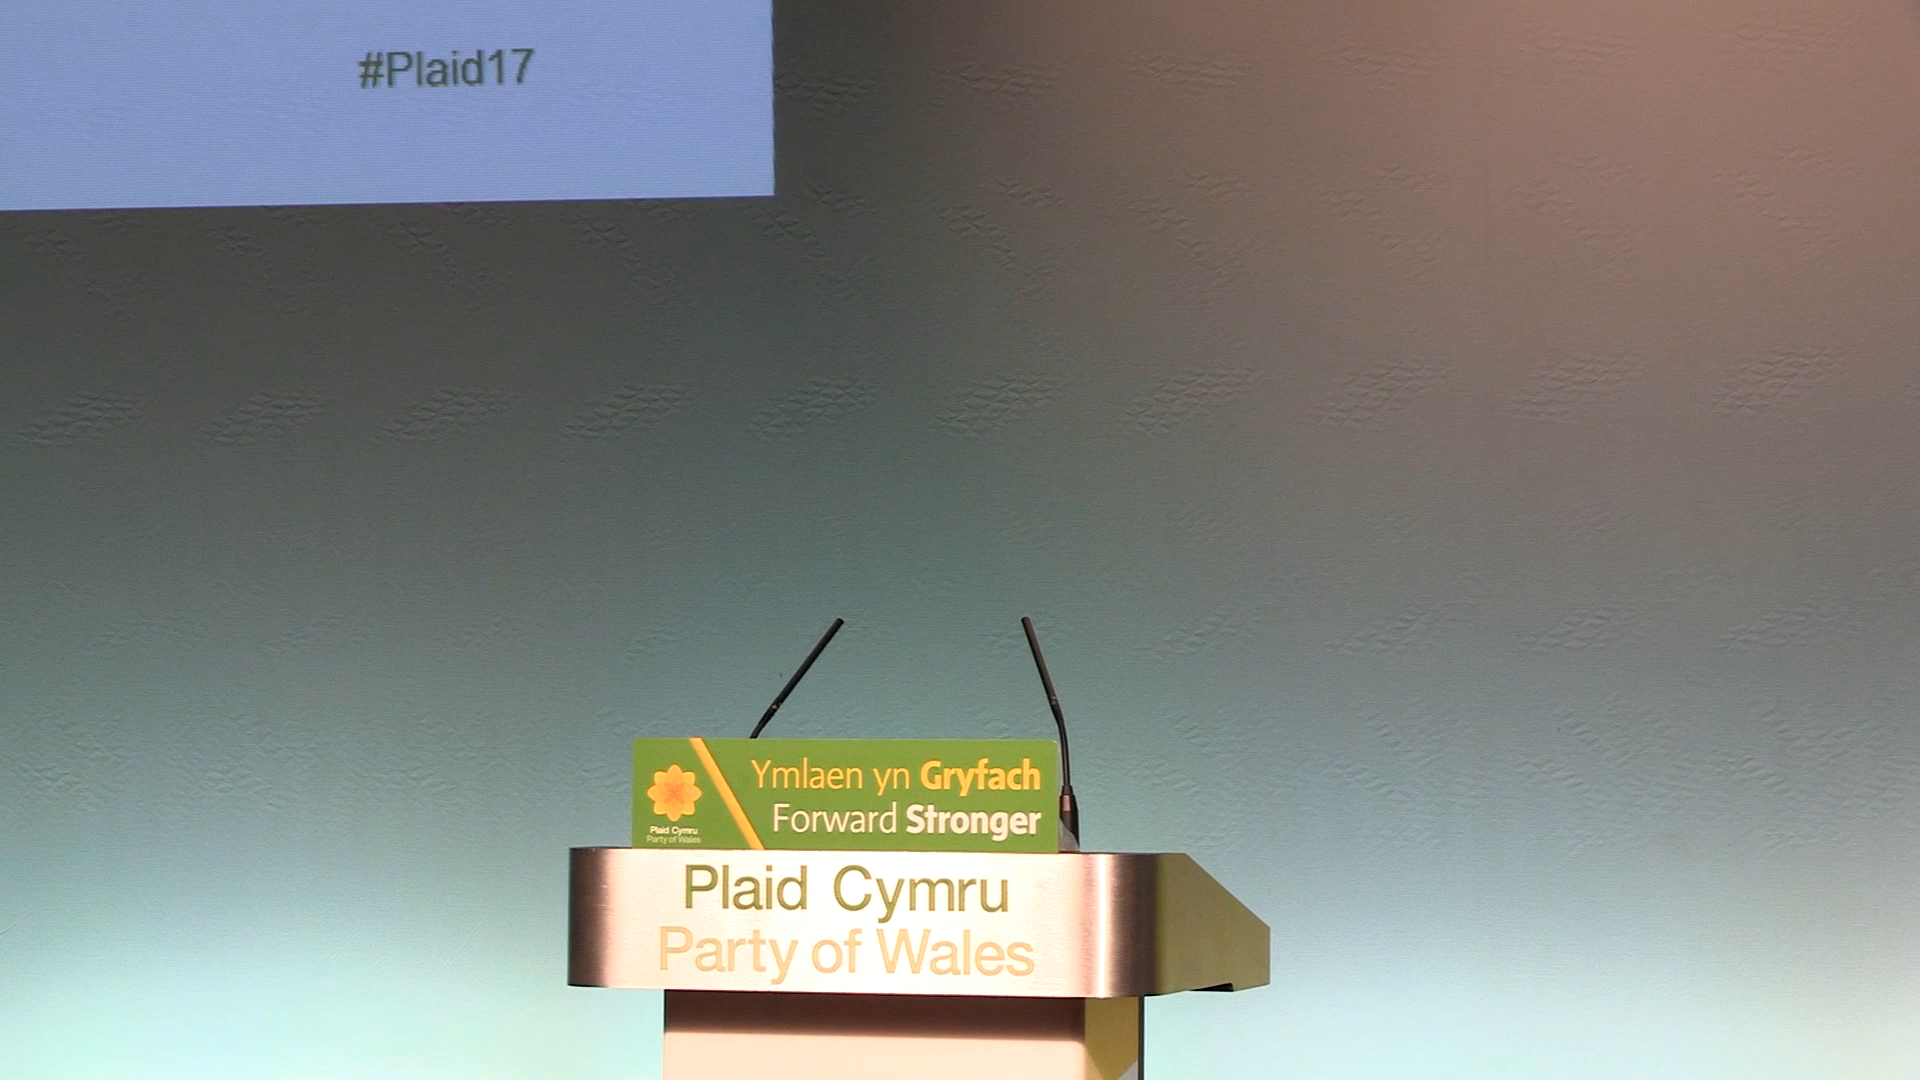 #Plaid17
Ymlaen yn Gryfach
Forward Stronger
Plaid Cymru
Party of Wales
Plaid Cymru
Party of Wales